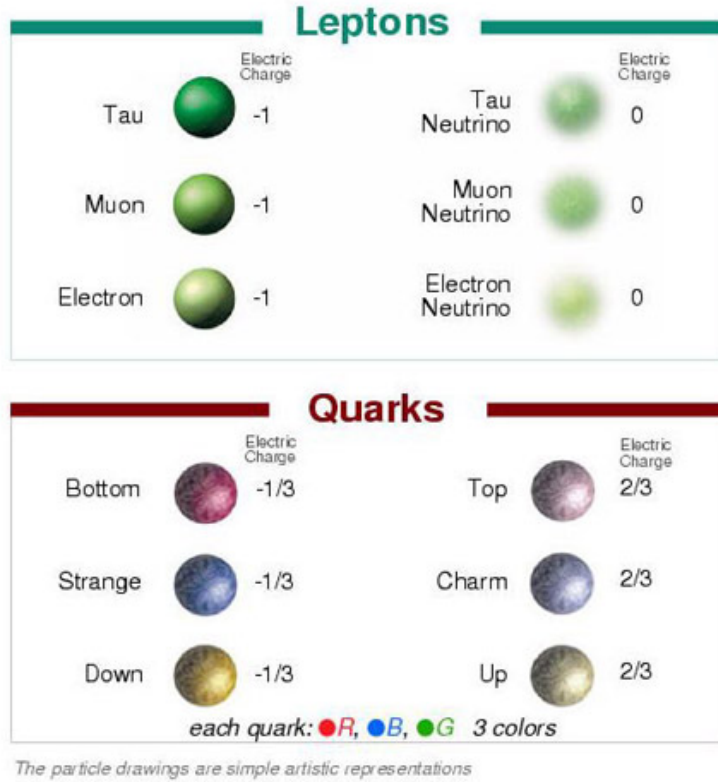 Leptons
Electric
Charge
Electric
Charge
Tau
-1
Tau
Neutrino
0
Muon
-1
Muon
Neutrino
0
Electron
-1
Electron
Neutrino
0
Quarks
Electric
Charge
Electric
Charge
Bottom
-1/3
Top
2/3
Strange
-1/3
Charm
2/3
Down
-1/3
Up
2/3
each quark: R, B, G 3 colors
The particle drawings are simple artistic representations